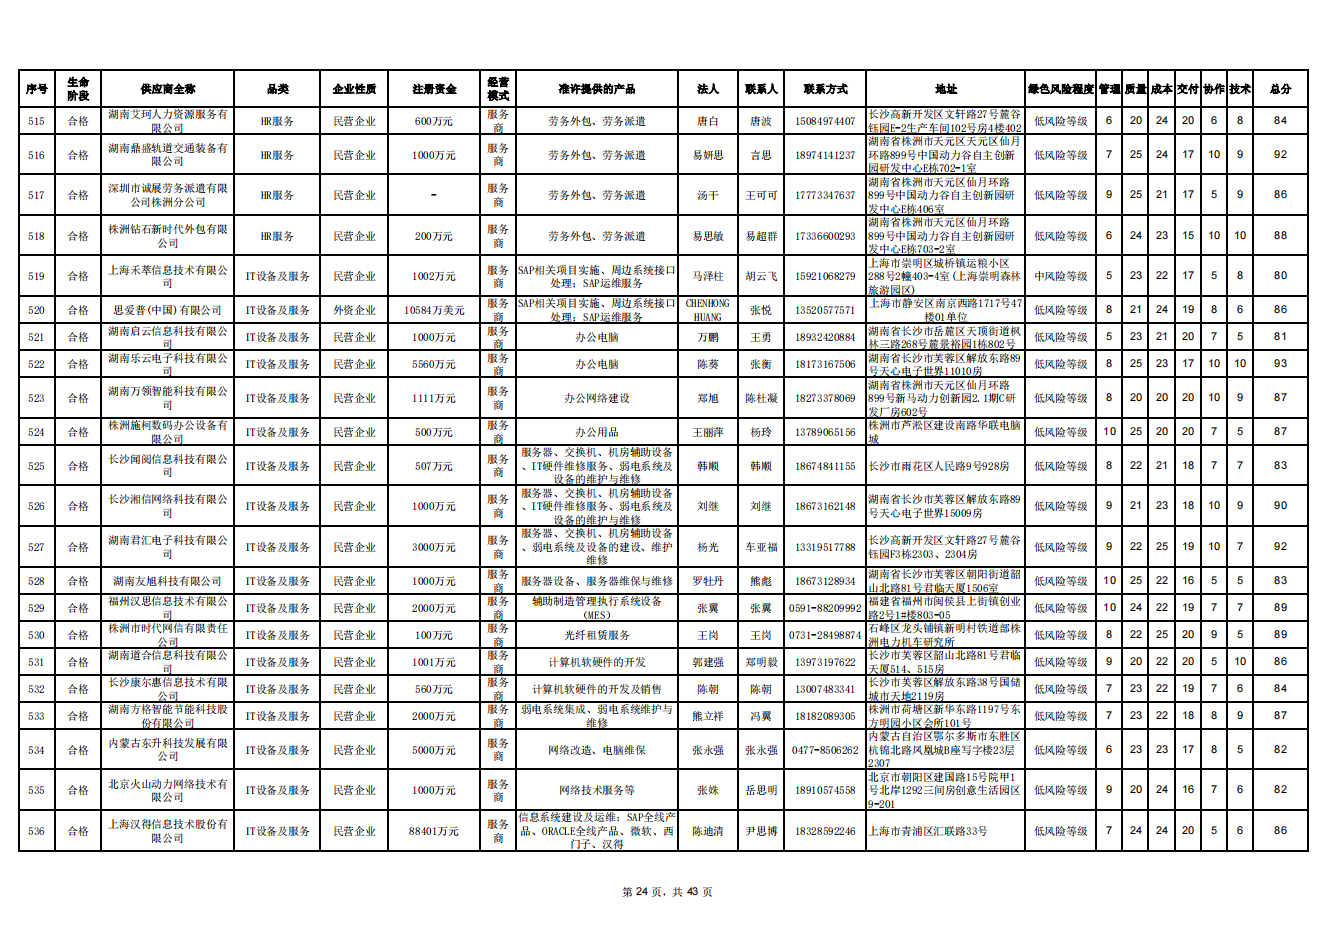 序号 生命阶段 供应商全称 品类 企业性质 注册资金 经营模式 准许提供的产品 法人 联系人 联系方式 地址 绿色风险程度 管理 质量 成本 交付 协作 技术 总分
515 合格 湖南艾珂人力资源服务有限公司 HR服务 民营企业 600万元 服务商 劳务外包、劳务派遣 唐白 唐波 15084974407 长沙高新开发区文轩路27号麓谷钰园E-2生产车间102号房4楼402 低风险等级 6 20 24 20 6 8 84
516 合格 湖南鼎盛轨道交通装备有限公司 HR服务 民营企业 1000万元 服务商 劳务外包、劳务派遣 易妍思 言思 18974141237 湖南省株洲市天元区天元区仙月环路899号中国动力谷自主创新园研发中心E栋702-1室 低风险等级 7 25 24 17 10 9 92
517 合格 深圳市诚展劳务派遣有限公司株洲分公司 HR服务 民营企业 - 服务商 劳务外包、劳务派遣 汤干 王可可 17773347637 湖南省株洲市天元区仙月环路899号中国动力谷自主创新园研发中心E栋406室 低风险等级 9 25 21 17 5 9 86
518 合格 株洲钻石新时代外包有限公司 HR服务 民营企业 200万元 服务商 劳务外包、劳务派遣 易思敏 易超群 17336600293 湖南省株洲市天元区仙月环路899号中国动力谷自主创新园研发中心E栋703-2室 低风险等级 6 24 23 15 10 10 88
519 合格 上海禾萃信息技术有限公司 IT设备及服务 民营企业 1002万元 服务商 SAP相关项目实施、周边系统接口处理；SAP运维服务 马泽柱 胡云飞 15921068279 上海市崇明区城桥镇运粮小区288号2幢403-4室(上海崇明森林旅游园区) 中风险等级 5 23 22 17 5 8 80
520 合格 思爱普(中国)有限公司 IT设备及服务 外资企业 10584万美元 服务商 SAP相关项目实施、周边系统接口处理；SAP运维服务 CHENHONG HUANG 张悦 13520577571 上海市静安区南京西路1717号47楼01单位 低风险等级 8 21 24 19 8 6 86
521 合格 湖南启云信息科技有限公司 IT设备及服务 民营企业 1000万元 服务商 办公电脑 万鹏 王勇 18932420884 湖南省长沙市岳麓区天顶街道枫林三路268号麓景裕园1栋802号 低风险等级 5 23 21 20 7 5 81
522 合格 湖南乐云电子科技有限公司 IT设备及服务 民营企业 5560万元 服务商 办公电脑 陈葵 张衡 18173167506 湖南省长沙市芙蓉区解放东路89号天心电子世界11010房 低风险等级 8 25 23 17 10 10 93
523 合格 湖南万领智能科技有限公司 IT设备及服务 民营企业 1111万元 服务商 办公网络建设 郑旭 陈杜凝 18273378069 湖南省株洲市天元区仙月环路899号新马动力创新园2.1期C研发厂房602号 低风险等级 8 20 20 20 10 9 87
524 合格 株洲施柯数码办公设备有限公司 IT设备及服务 民营企业 500万元 服务商 办公用品 王丽萍 杨玲 13789065156 株洲市芦淞区建设南路华联电脑城 低风险等级 10 25 20 20 7 5 87
525 合格 长沙闻阅信息科技有限公司 IT设备及服务 民营企业 507万元 服务商 服务器、交换机、机房辅助设备、IT硬件维修服务、弱电系统及设备的维护与维修 韩顺 韩顺 18674841155 长沙市雨花区人民路9号928房 低风险等级 8 22 21 18 7 7 83
526 合格 长沙湘信网络科技有限公司 IT设备及服务 民营企业 1000万元 服务商 服务器、交换机、机房辅助设备、IT硬件维修服务、弱电系统及设备的维护与维修 刘继 刘继 18673162148 湖南省长沙市芙蓉区解放东路89号天心电子世界15009房 低风险等级 9 21 23 18 10 9 90
527 合格 湖南君汇电子科技有限公司 IT设备及服务 民营企业 3000万元 服务商 服务器、交换机、机房辅助设备、弱电系统及设备的建设、维护维修 杨光 车亚福 13319517788 长沙高新开发区文轩路27号麓谷钰园F3栋2303、2304房 低风险等级 9 22 25 19 10 7 92
528 合格 湖南友旭科技有限公司 IT设备及服务 民营企业 1000万元 服务商 服务器设备、服务器维保与维修 罗牡丹 熊彪 18673128934 湖南省长沙市芙蓉区朝阳街道韶山北路81号君临天厦1506室 低风险等级 10 25 22 16 5 5 83
529 合格 福州汉思信息技术有限公司 IT设备及服务 民营企业 2000万元 服务商 辅助制造管理执行系统设备（MES） 张翼 张翼 0591-88209992 福建省福州市闽侯县上街镇创业路2号1#楼803-05 低风险等级 10 24 22 19 7 7 89
530 合格 株洲市时代网信有限责任公司 IT设备及服务 民营企业 100万元 服务商 光纤租赁服务 王岗 王岗 0731-28498874 石峰区龙头铺镇新明村铁道部株洲电力机车研究所 低风险等级 8 22 25 20 9 5 89
531 合格 湖南道合信息科技有限公司 IT设备及服务 民营企业 1001万元 服务商 计算机软硬件的开发 郭建强 郑明毅 13973197622 长沙市芙蓉区韶山北路81号君临天厦514、515房 低风险等级 9 20 22 20 5 10 86
532 合格 长沙康尔惠信息技术有限公司 IT设备及服务 民营企业 560万元 服务商 计算机软硬件的开发及销售 陈朝 陈朝 13007483341 长沙市芙蓉区解放东路38号国储城市天地2119房 低风险等级 7 23 22 19 7 6 84
533 合格 湖南方格智能节能科技股份有限公司 IT设备及服务 民营企业 2000万元 服务商 弱电系统集成、弱电系统维护与维修 熊立祥 冯翼 18182089305 株洲市荷塘区新华东路1197号东方明园小区会所101号 低风险等级 7 23 22 18 8 9 87
534 合格 内蒙古东升科技发展有限公司 IT设备及服务 民营企业 5000万元 服务商 网络改造、电脑维保 张永强 张永强 0477-8506262 内蒙古自治区鄂尔多斯市东胜区杭锦北路凤凰城B座写字楼23层2307 低风险等级 6 23 23 17 8 5 82
535 合格 北京火山动力网络技术有限公司 IT设备及服务 民营企业 1000万元 服务商 网络技术服务等 张姝 岳思明 18910574558 北京市朝阳区建国路15号院甲1号北岸1292三间房创意生活园区9-201 低风险等级 9 20 24 16 7 6 82
536 合格 上海汉得信息技术股份有限公司 IT设备及服务 民营企业 88401万元 服务商 信息系统建设及运维：SAP全线产品、ORACLE全线产品、微软、西门子、汉得 陈迪清 尹思博 18328592246 上海市青浦区汇联路33号 低风险等级 7 24 24 20 5 6 86
第 24 页，共 43 页